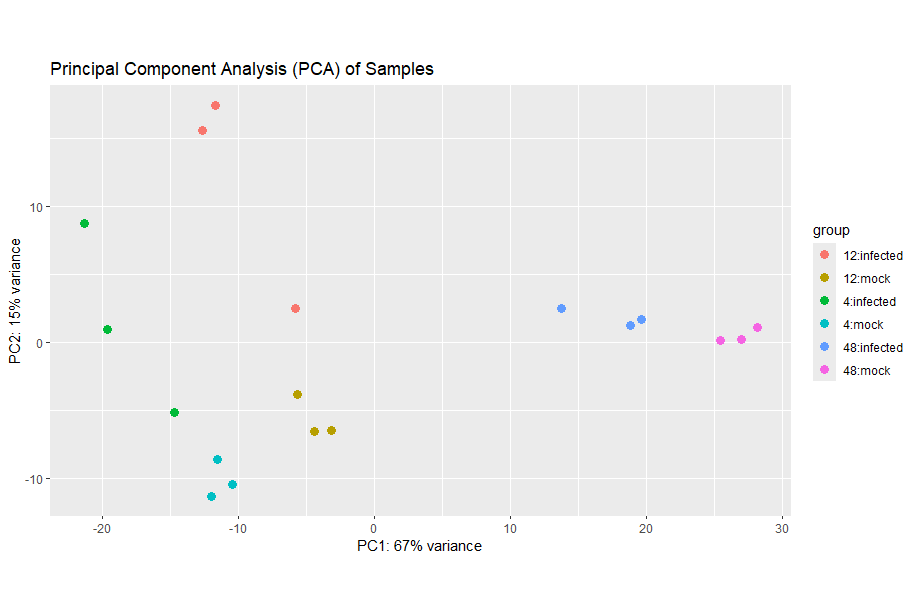 Principal Component Analysis (PCA) of Samples
PC2: 15% variance
10
0
-10
-20
-10
0
10
20
30
PC1: 67% variance
group
12:infected
12:mock
4:infected
4:mock
48:infected
48:mock